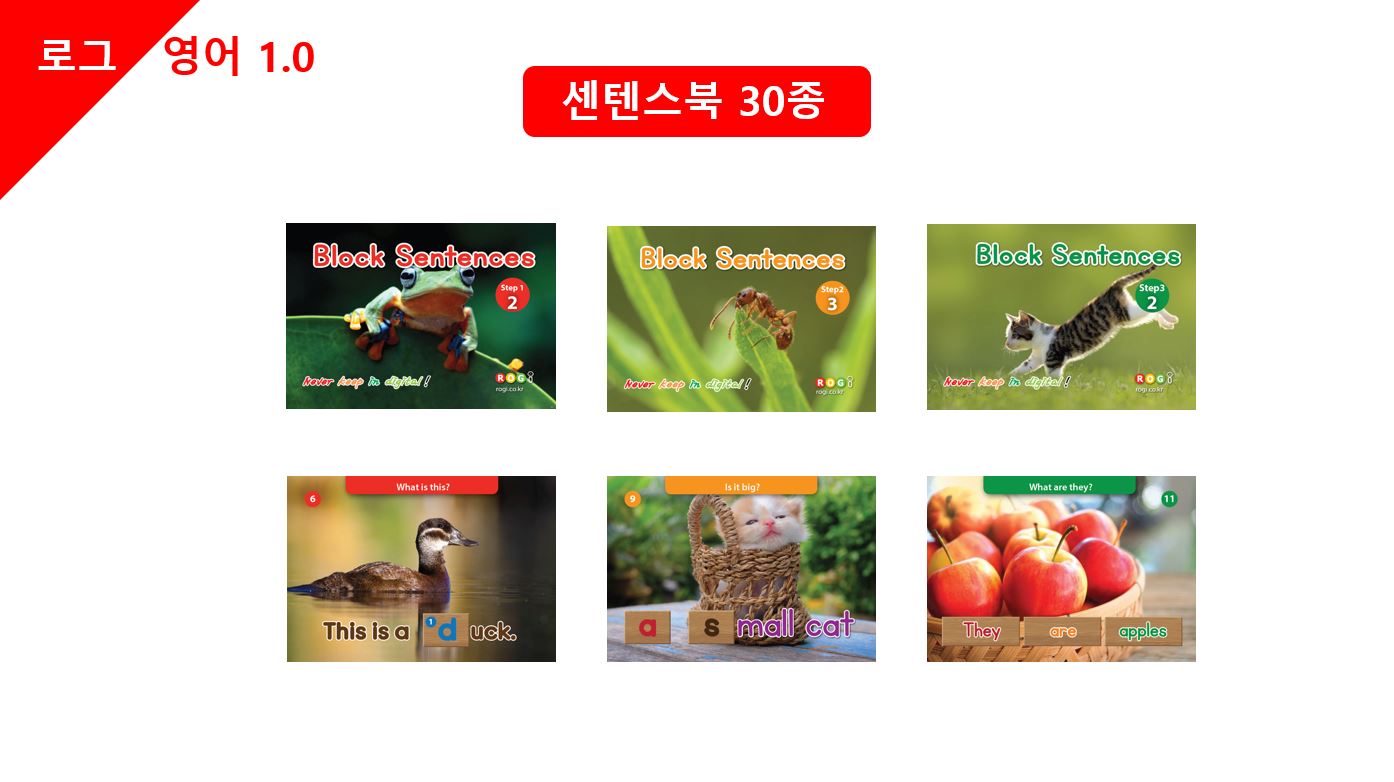 로그 영어 1.0
센텐스북 30종
Block Sentences
Step 1
2
Never keep in digital!
ROGi
rogi.co.kr
Block Sentences
Step2
3
Never keep in digital!
ROGi
rogi.co.kr
Block Sentences
Step3
2
Never keep in digital!
ROGi
rogi.co.kr
What is this?
6
This is a 1 d uck.
Is it big?
9
a s mall cat
What are they?
11
They are apples